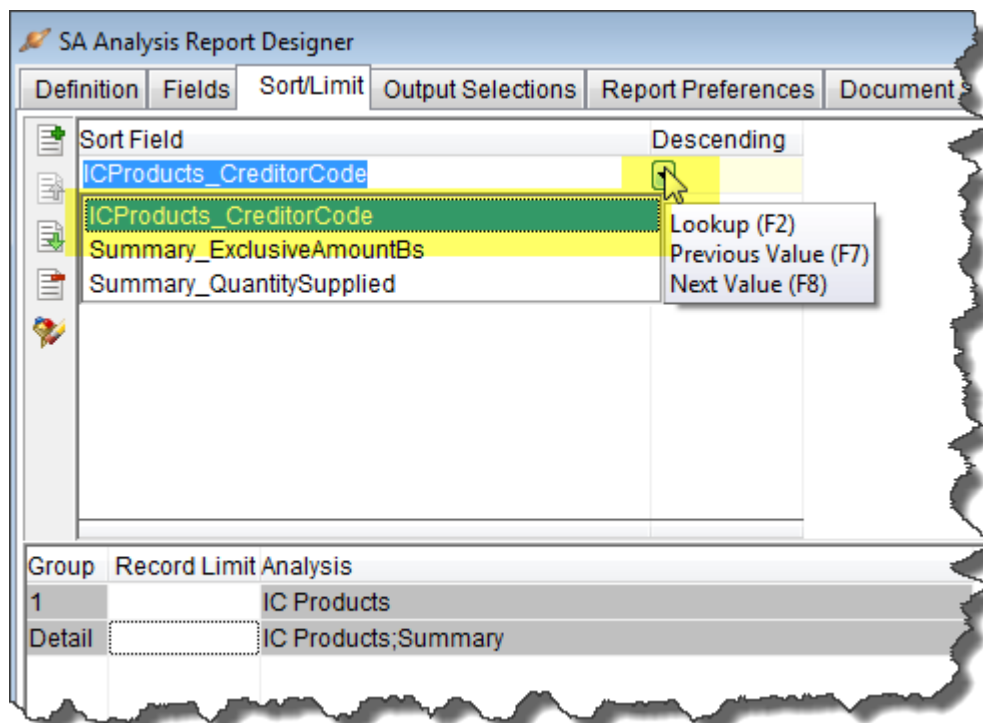 SA Analysis Report Designer
Definition Fields Sort/Limit Output Selections Report Preferences Document
Sort Field Descending
ICProducts_CreditorCode
ICProducts_CreditorCode
Summary_ExclusiveAmountBs
Summary_QuantitySupplied
Lookup (F2)
Previous Value (F7)
Next Value (F8)
Group Record Limit Analysis
1 IC Products
Detail IC Products;Summary